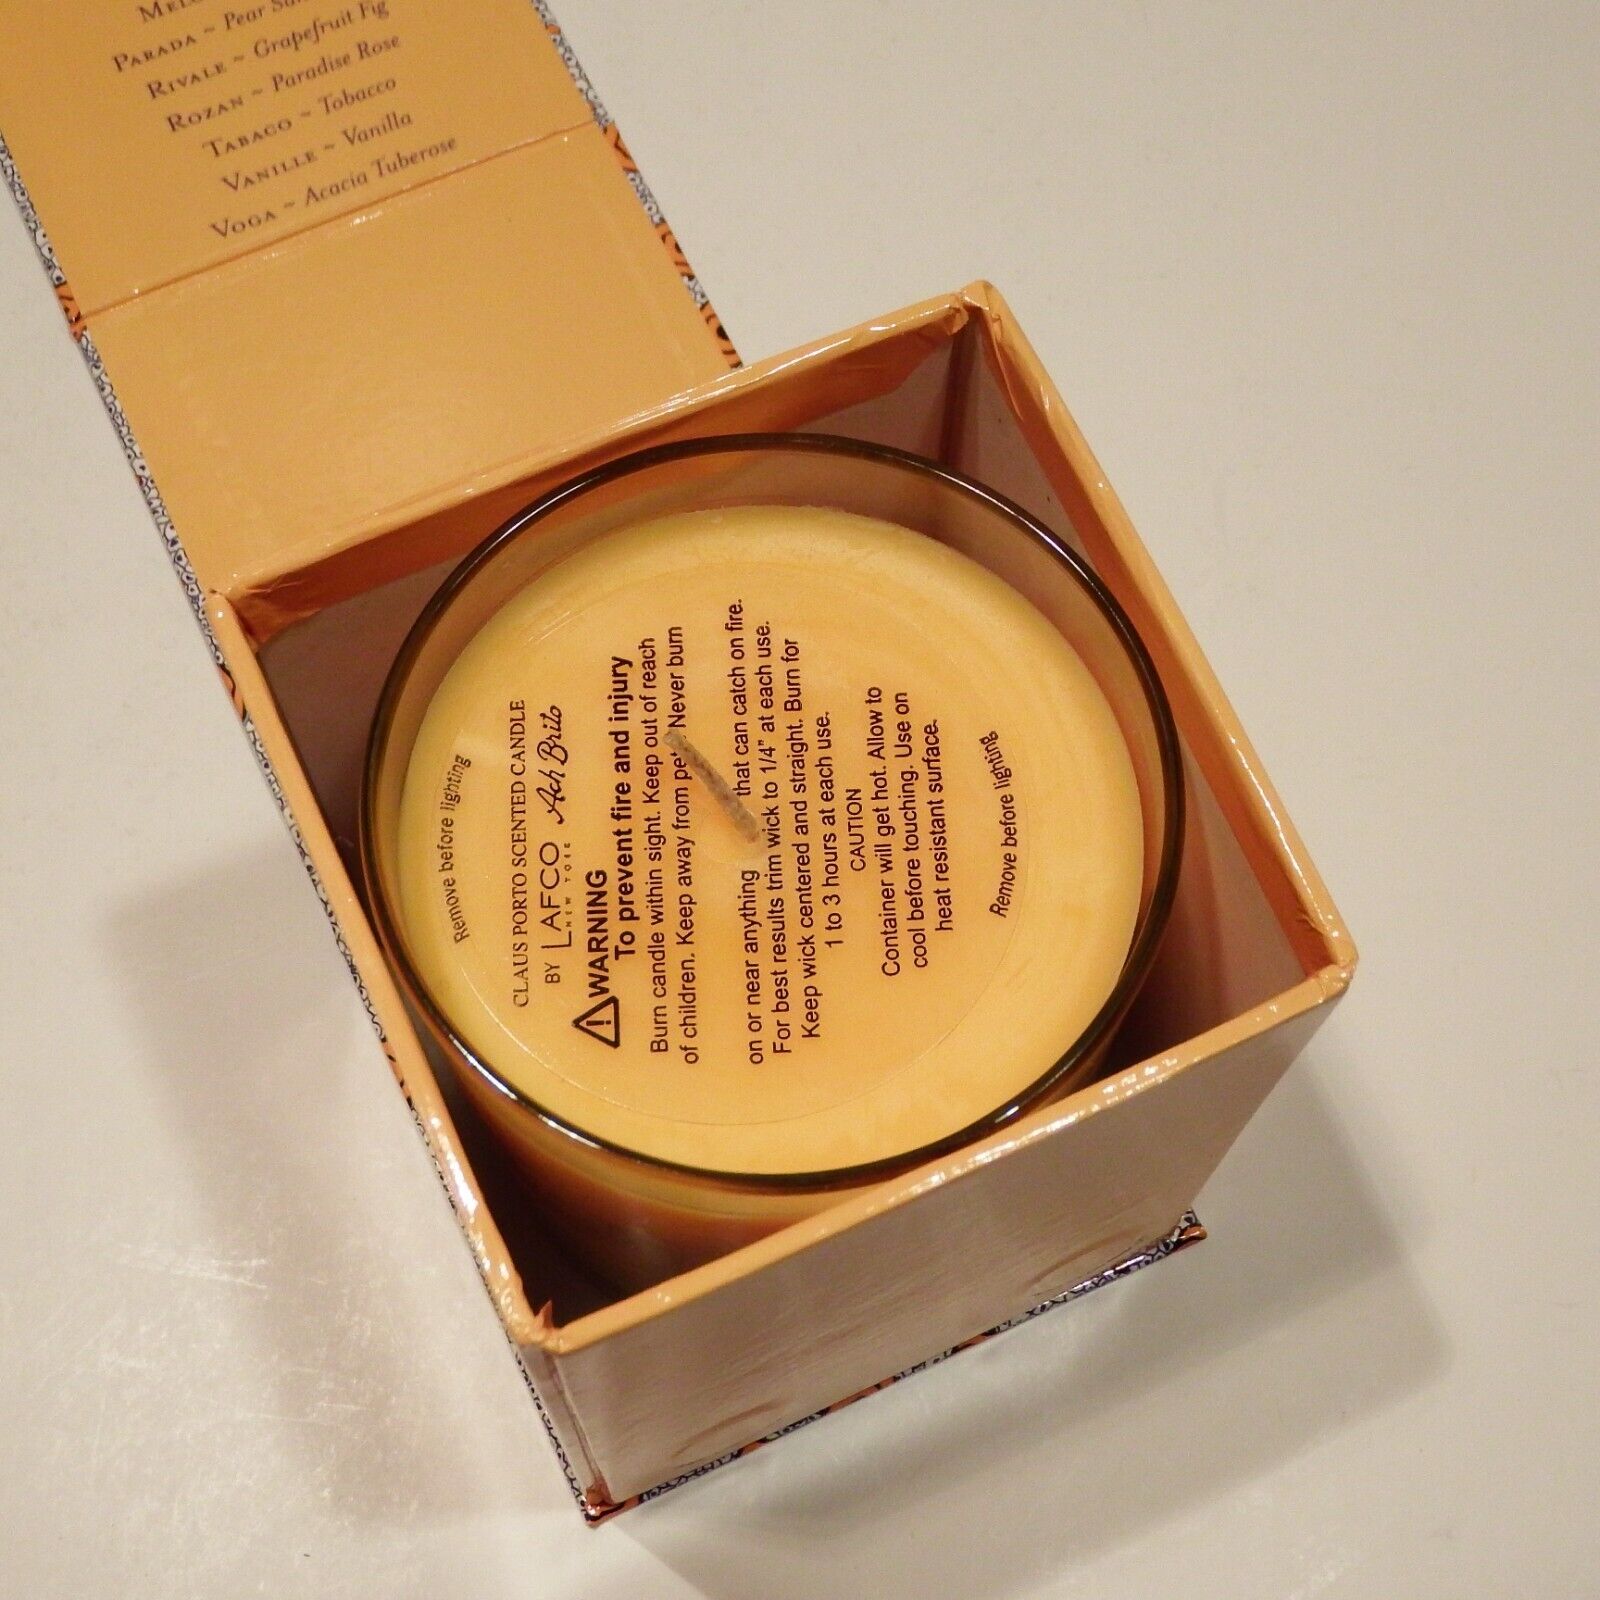 PARADA ~ Pear
RIVALE ~ Grapefruit Fig
ROZAN ~ Paradise Rose
TABACO ~ Tobacco
VANILLE ~ Vanilla
VOGA ~ Acacia Tuberose
Remove before lighting
CLAUS PORTO SCENTED CANDLE
BY LAFCO NEW YORK Ach Brito
WARNING
To prevent fire and injury
Burn candle within sight. Keep out of reach
of children. Keep away from Never burn
on or near anything that can catch on fire.
For best results trim wick to 1/4" at each use.
Keep wick centered and straight. Burn for
1 to 3 hours at each use.
CAUTION
Container will get hot. Allow to
cool before touching. Use on
heat resistant surface.
Remove before lighting